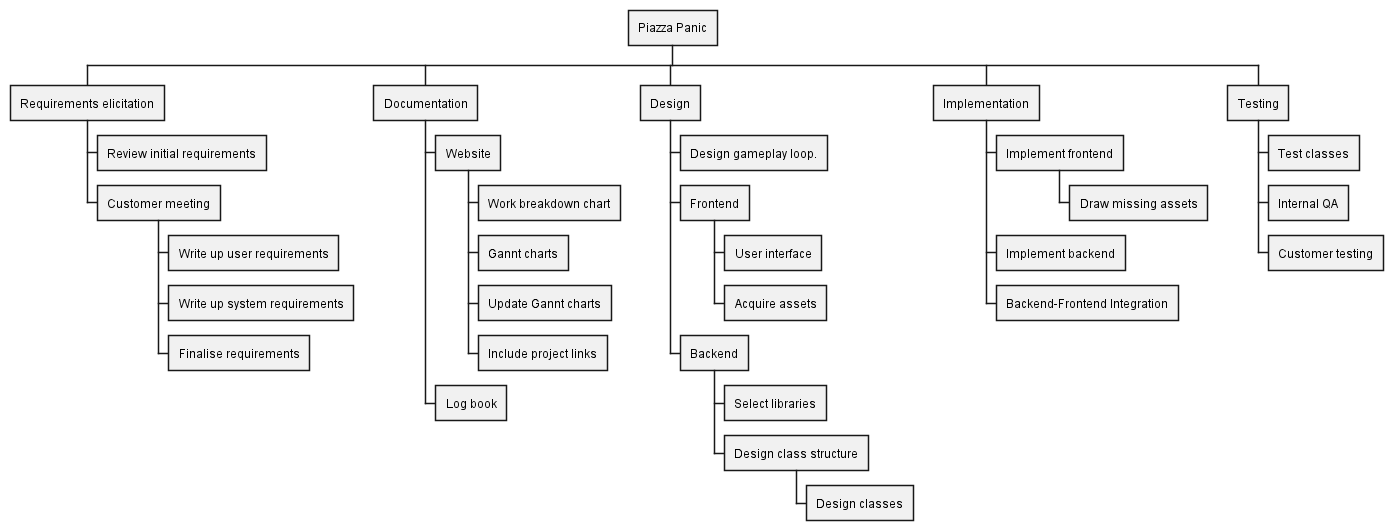 Piazza Panic
Requirements elicitation
Documentation
Design
Implementation
Testing
Review initial requirements
Customer meeting
Write up user requirements
Write up system requirements
Finalise requirements
Website
Work breakdown chart
Gannt charts
Update Gannt charts
Include project links
Log book
Design gameplay loop.
Frontend
User interface
Acquire assets
Backend
Select libraries
Design class structure
Design classes
Implement frontend
Draw missing assets
Implement backend
Backend-Frontend Integration
Test classes
Internal QA
Customer testing